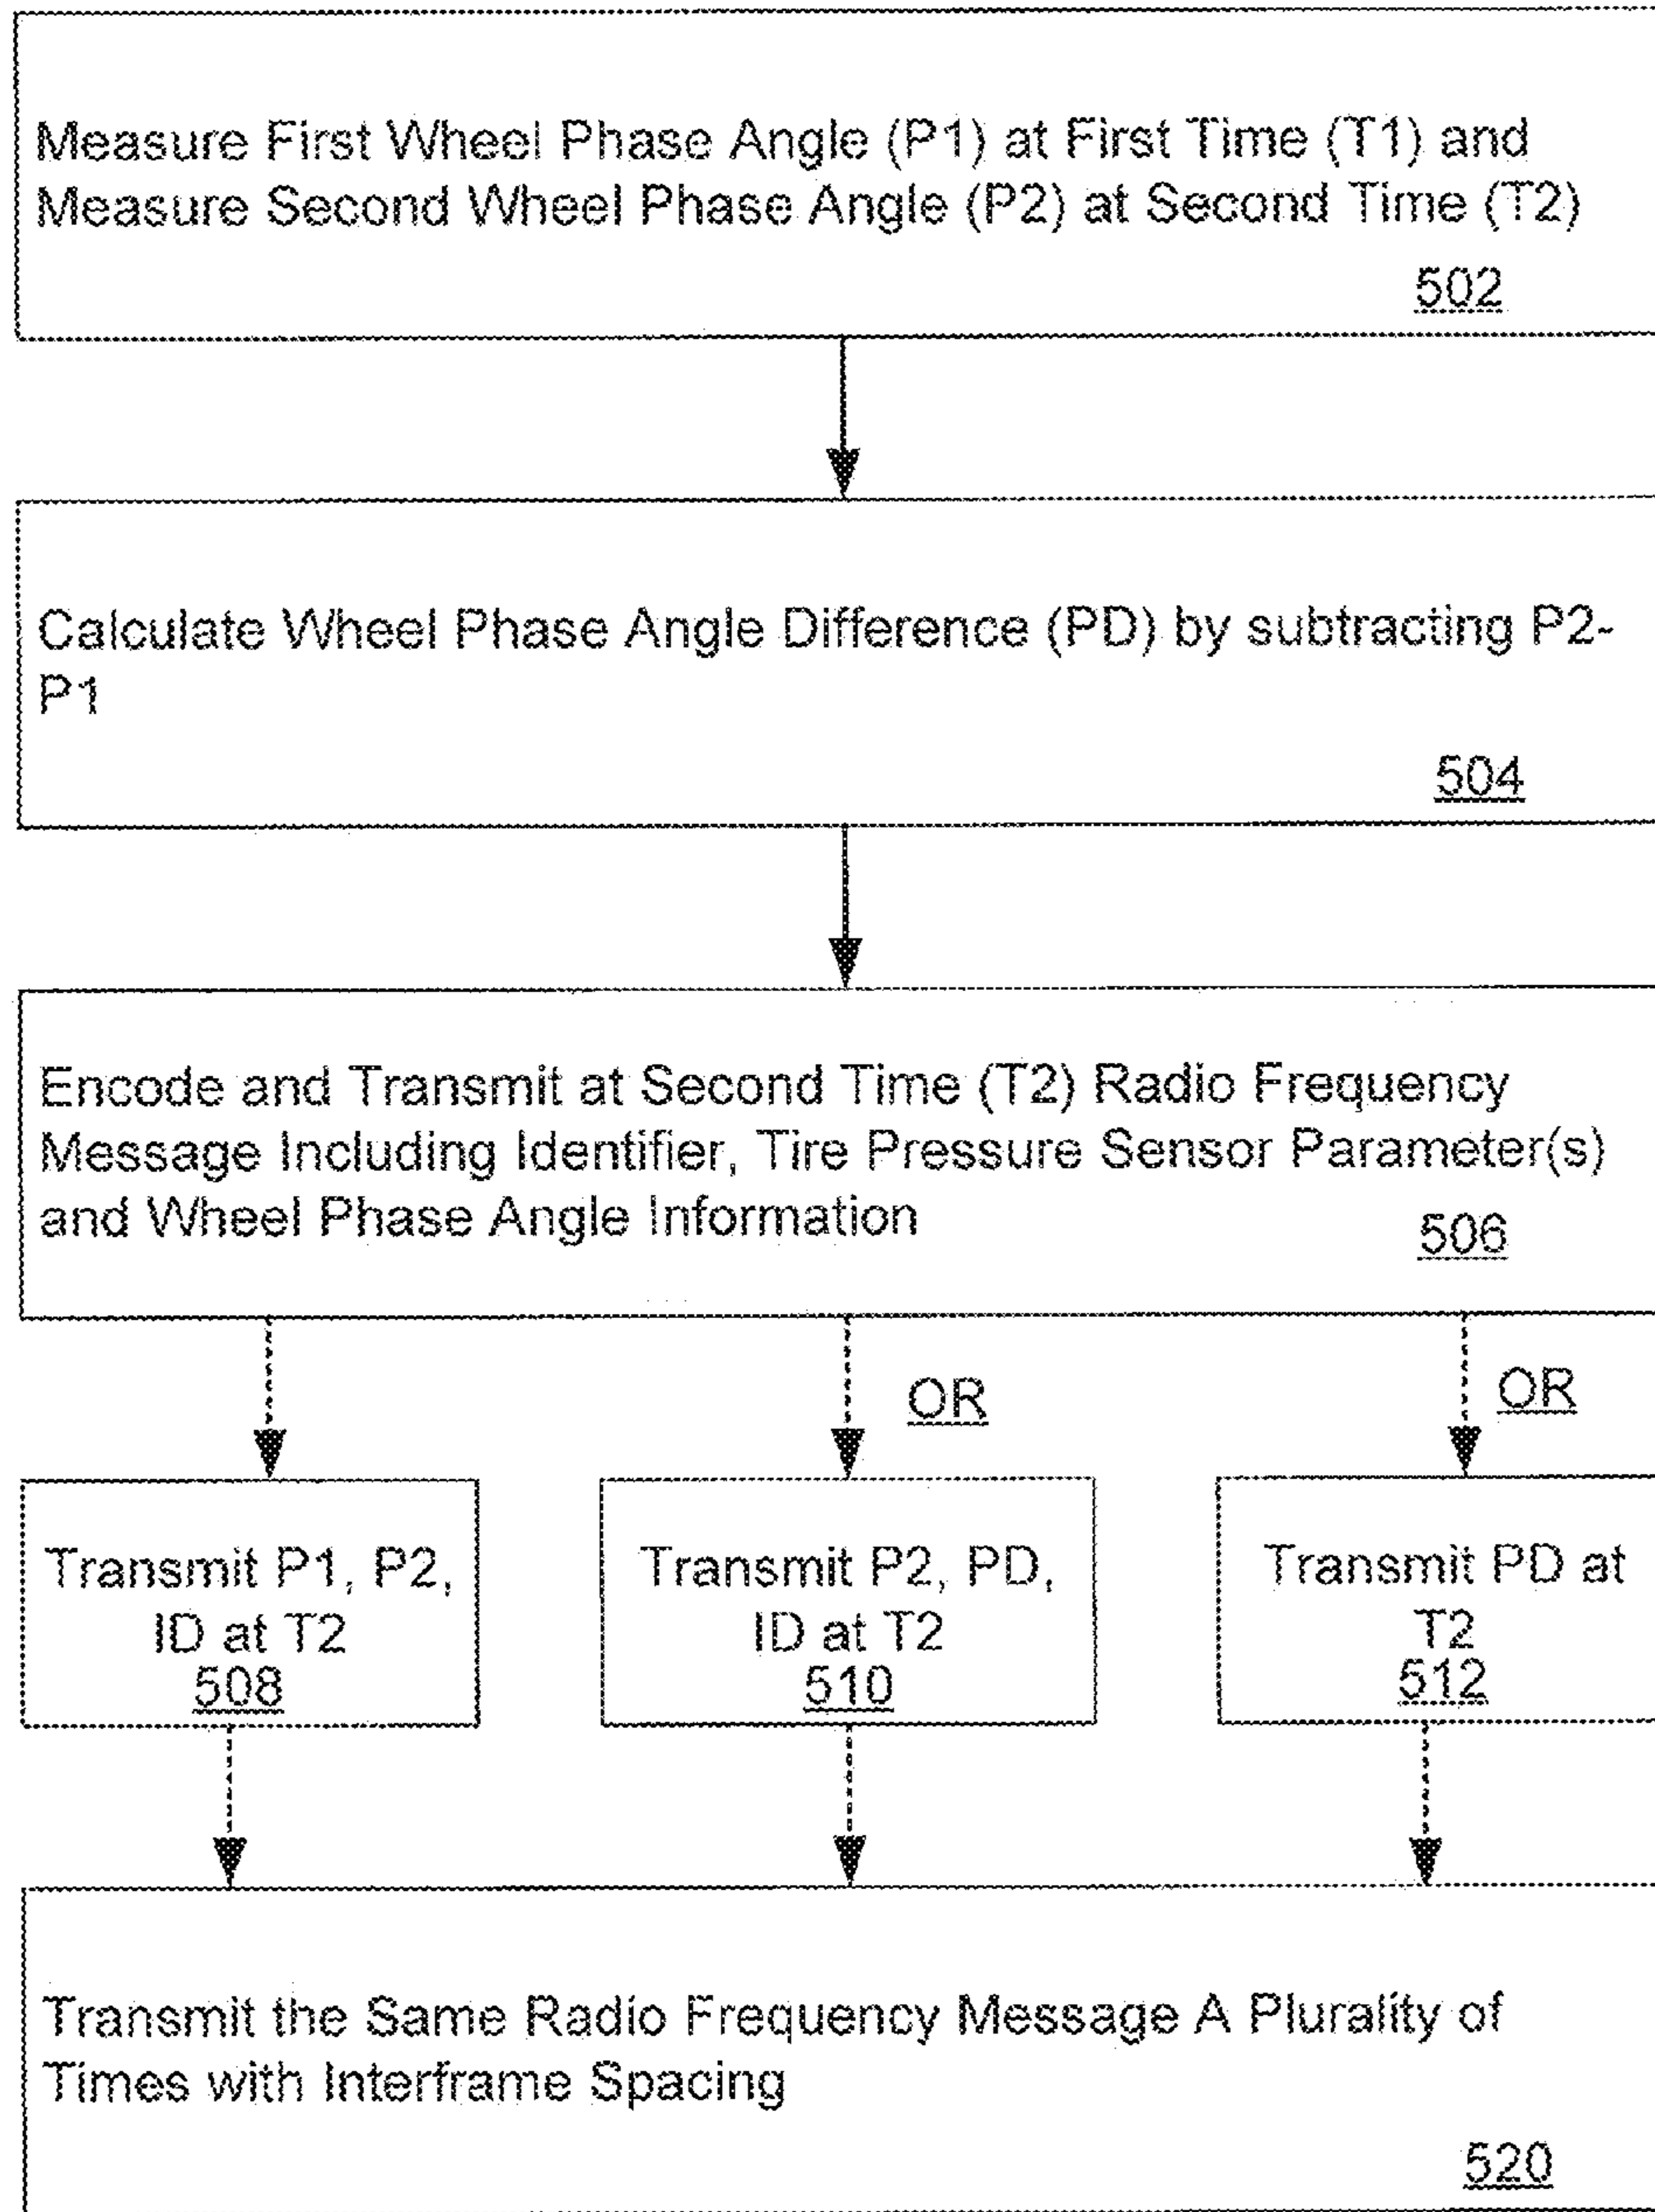 Measure First Wheel Phase Angle (P1) at First Time (T1) and
Measure Second Wheel Phase Angle (P2) at Second Time (T2)
502
Calculate Wheel Phase Angle Difference (PD) by subtracting P2-
P1
504
Encode and Transmit at Second Time (T2) Radio Frequency
Message Including Identifier, Tire Pressure Sensor Parameter(s)
and Wheel Phase Angle Information
506
OR
OR
Transmit P1, P2,
ID at T2
508
Transmit P2, PD,
ID at T2
510
Transmit PD at
T2
512
Transmit the Same Radio Frequency Message A Plurality of
Times with Interframe Spacing
520